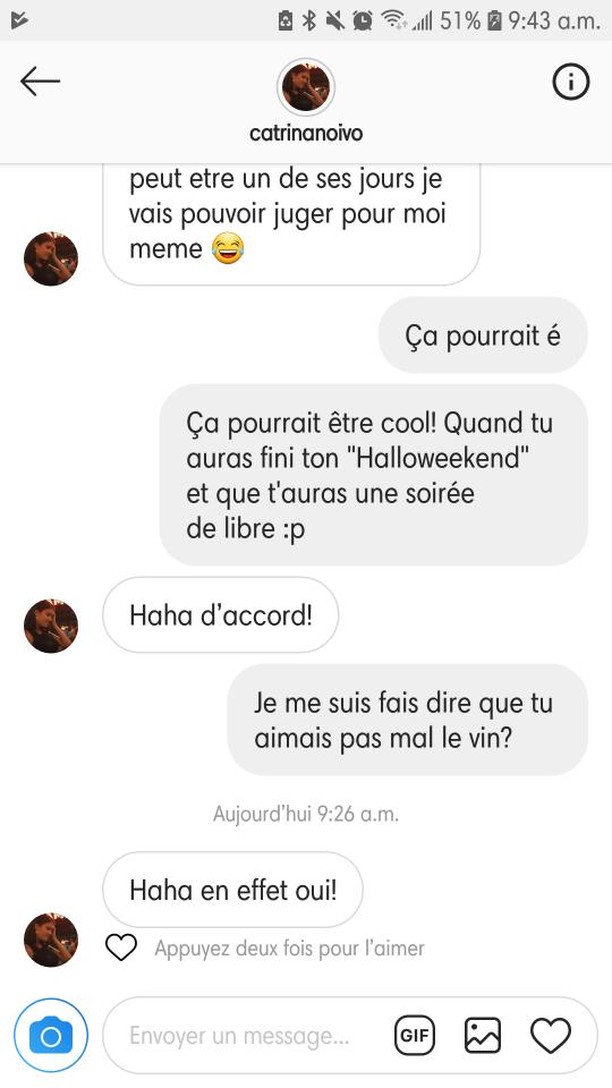 51% 9:43 a.m.
catrinanoivo
peut etre un de ses jours je
vais pouvoir juger pour moi
meme 😂
Ça pourrait é
Ça pourrait être cool! Quand tu
auras fini ton "Halloweekend"
et que t'auras une soirée
de libre :p
Haha d’accord!
Je me suis fais dire que tu
aimais pas mal le vin?
Aujourd’hui 9:26 a.m.
Haha en effet oui!
Appuyez deux fois pour l’aimer
Envoyer un message...
GIF